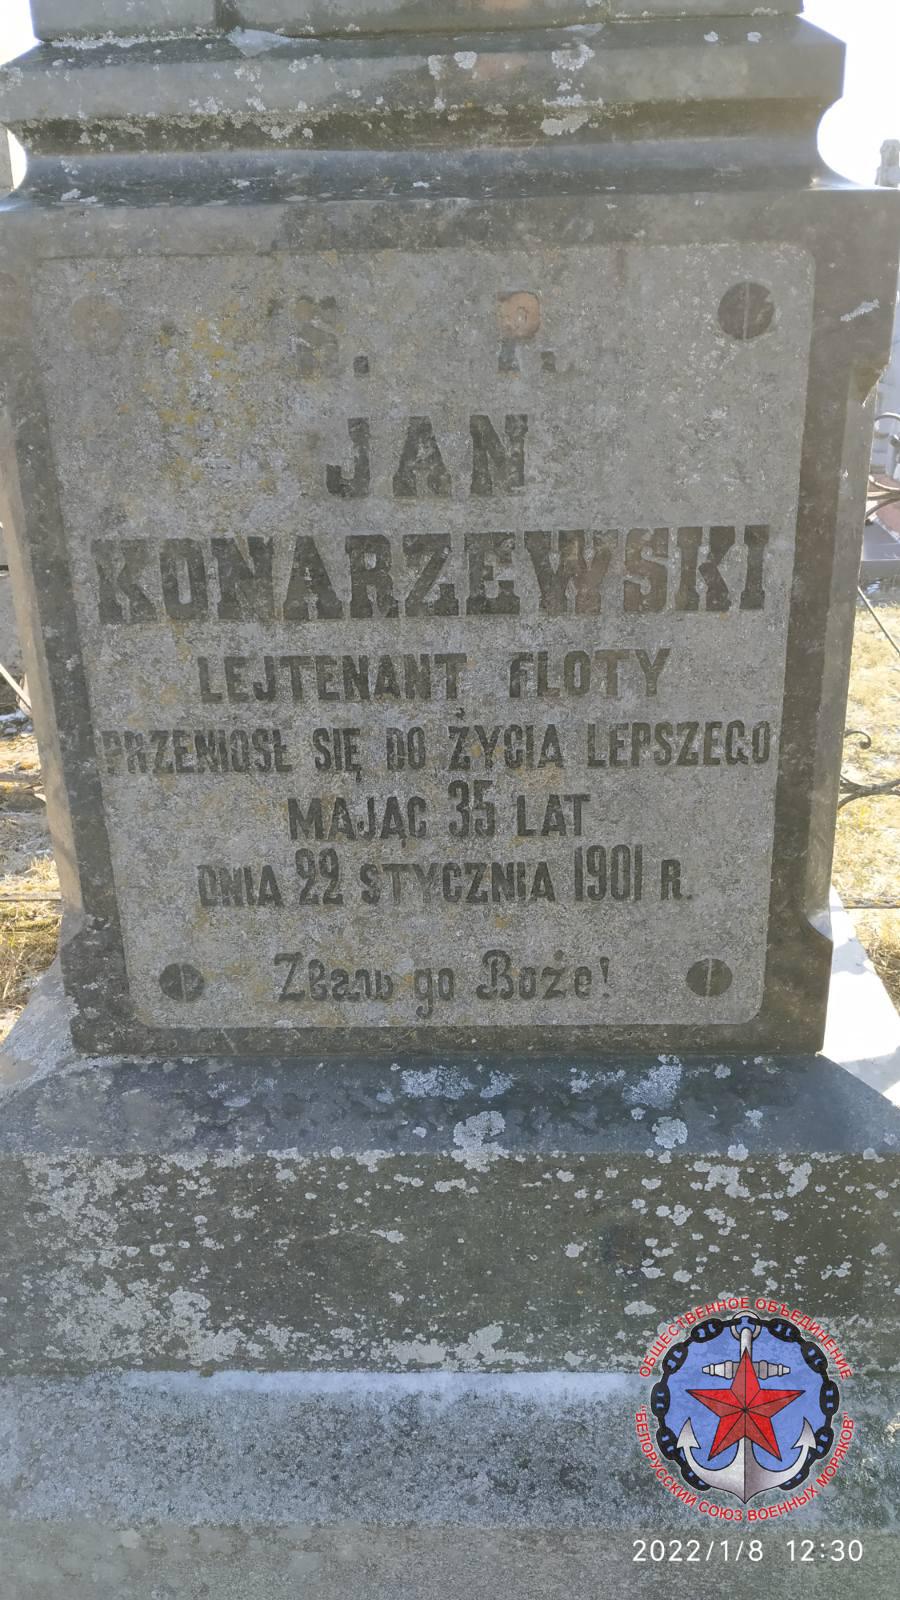 S. P.
JAN
KONARZEWSKI
LEJTENANT FLOTY
PRZENIOSŁ SIĘ DO ŻYCIA LEPSZEGO
MAJĄC 35 LAT
DNIA 22 STYCZNIA 1901 R.
Zbaw go Boże!
ОБЩЕСТВЕННОЕ ОБЪЕДИНЕНИЕ
"БЕЛОРУССКИЙ СОЮЗ ВОЕННЫХ МОРЯКОВ"
2022/1/8 12:30